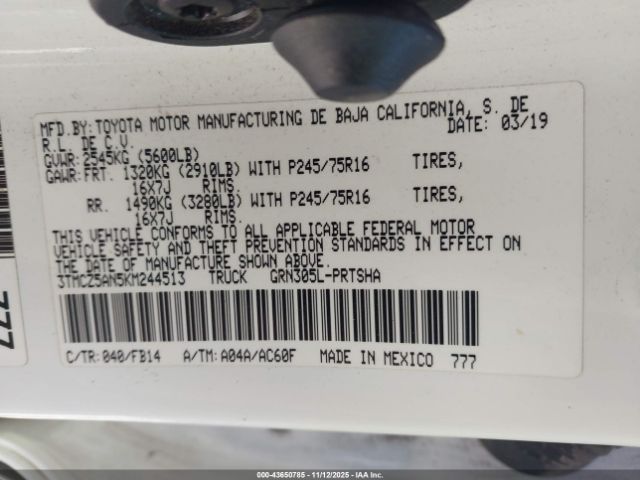 MFD.BY:TOYOTA MOTOR MANUFACTURING DE BAJA CALIFORNIA, S. DE
R.L. DE C.V. DATE: 03/19
GVWR:2545KG (5600LB)
GAWR:FRT. 1320KG (2910LB) WITH P245/75R16 TIRES,
16X7J RIMS.
RR. 1490KG (3280LB) WITH P245/75R16 TIRES,
16X7J RIMS.
THIS VEHICLE CONFORMS TO ALL APPLICABLE FEDERAL MOTOR
VEHICLE SAFETY AND THEFT PREVENTION STANDARDS IN EFFECT ON
THE DATE OF MANUFACTURE SHOWN ABOVE.
3TMCZ5AN5KM244513 TRUCK GRN305L-PRTSHA
C/TR:040/FB14 A/TM:A04A/AC60F MADE IN MEXICO 777
777
000-43650785 - 11/12/2025 - IAAI.CA